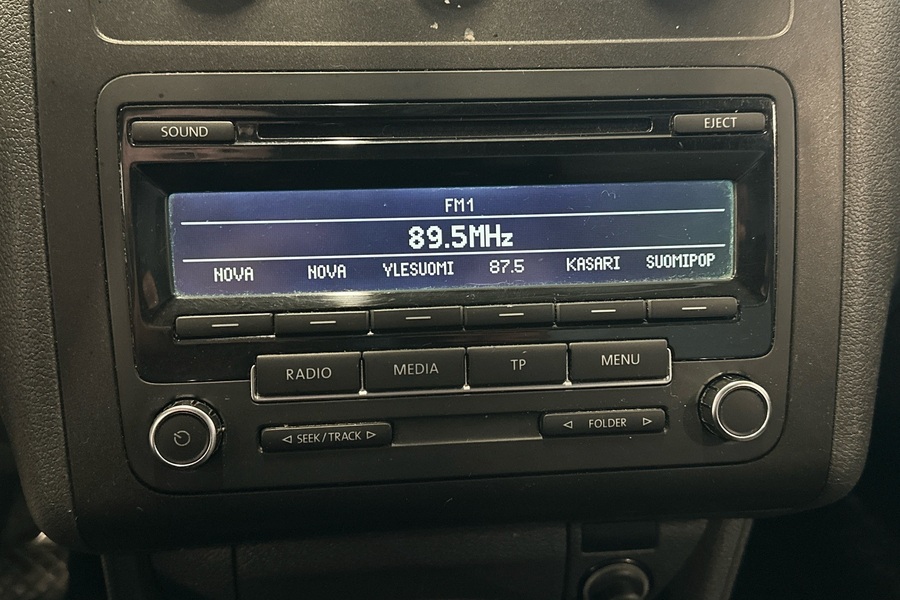 SOUND EJECT
FM1
89.5MHz
NOVA NOVA YLESUOMI 87.5 KASARI SUOMIPOP
RADIO MEDIA TP MENU
SEEK/TRACK FOLDER